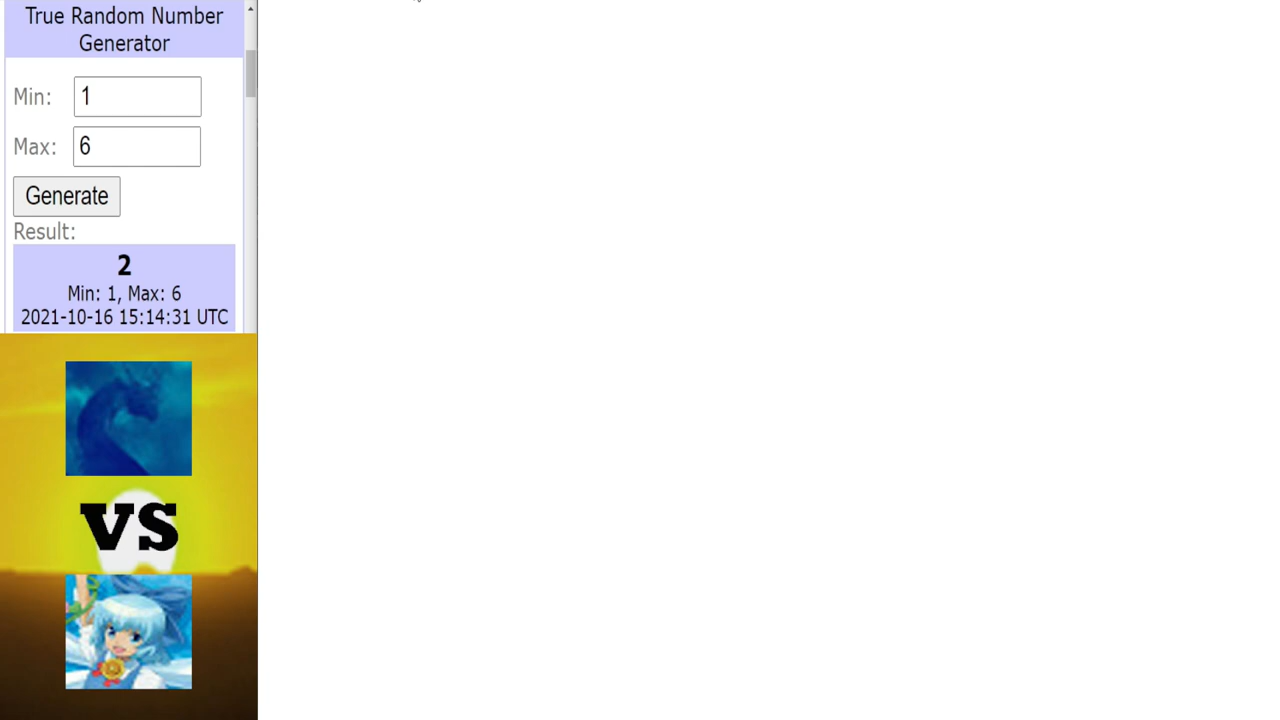 True Random Number
Generator
Min: 1
Max: 6
Generate
Result:
2
Min: 1, Max: 6
2021-10-16 15:14:31 UTC
vs